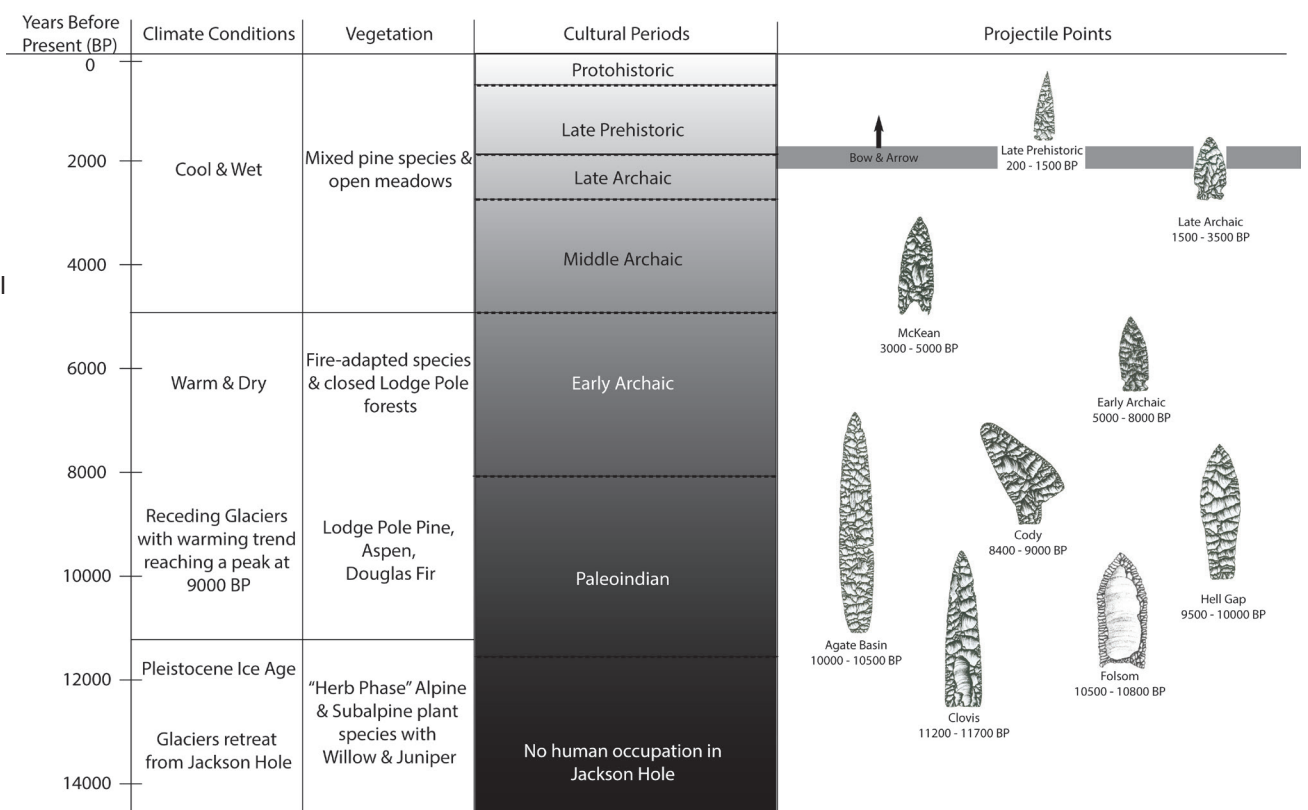 Years Before
Present (BP)
Climate Conditions
Vegetation
Cultural Periods
Projectile Points
0
2000
4000
6000
8000
10000
12000
14000
l
Cool & Wet
Warm & Dry
Receding Glaciers
with warming trend
reaching a peak at
9000 BP
Pleistocene Ice Age
Glaciers retreat
from Jackson Hole
Mixed pine species &
open meadows
Fire-adapted species
& closed Lodge Pole
forests
Lodge Pole Pine,
Aspen,
Douglas Fir
“Herb Phase” Alpine
& Subalpine plant
species with
Willow & Juniper
Protohistoric
Late Prehistoric
Late Archaic
Middle Archaic
Early Archaic
Paleoindian
No human occupation in
Jackson Hole
Bow & Arrow
Late Prehistoric
200 - 1500 BP
Late Archaic
1500 - 3500 BP
McKean
3000 - 5000 BP
Early Archaic
5000 - 8000 BP
Cody
8400 - 9000 BP
Hell Gap
9500 - 10000 BP
Agate Basin
10000 - 10500 BP
Folsom
10500 - 10800 BP
Clovis
11200 - 11700 BP